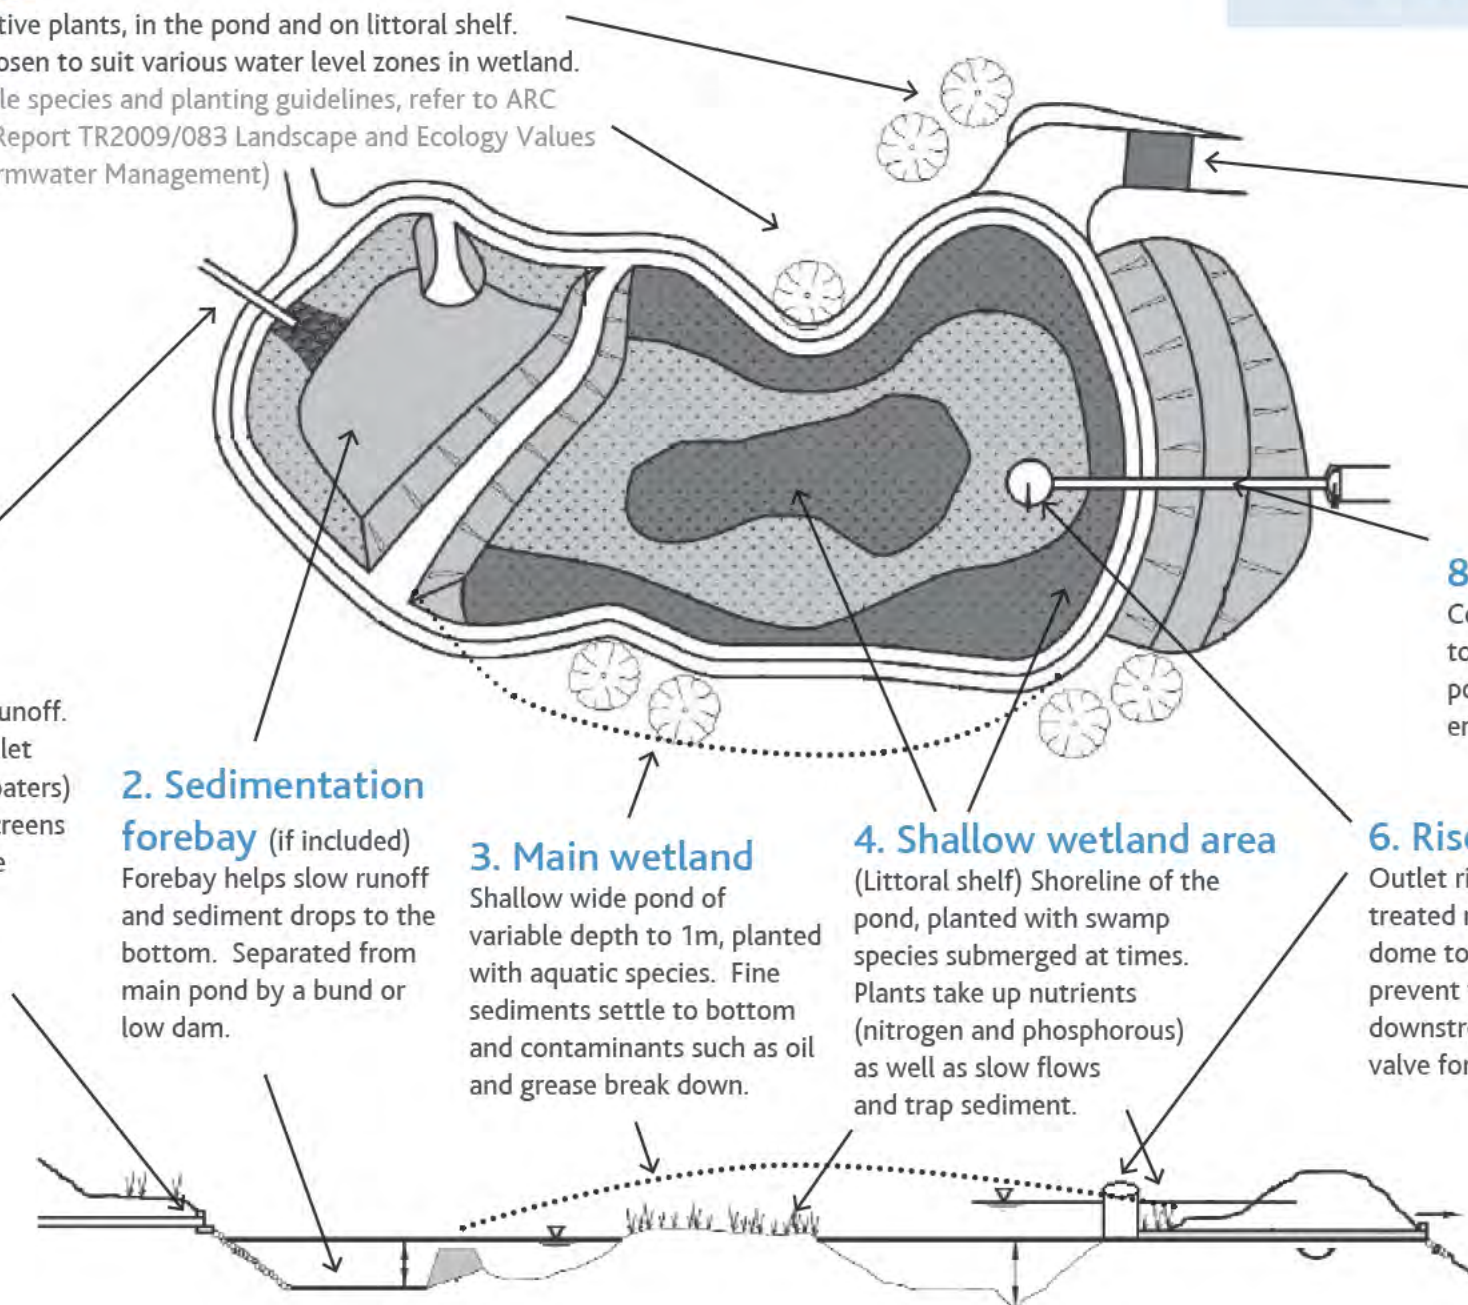 tive plants, in the pond and on littoral shelf.
osen to suit various water level zones in wetland.
le species and planting guidelines, refer to ARC
Report TR2009/083 Landscape and Ecology Values
rmwater Management)
unoff.
let
aters)
creens
e
2. Sedimentation
forebay (if included)
Forebay helps slow runoff
and sediment drops to the
bottom. Separated from
main pond by a bund or
low dam.
3. Main wetland
Shallow wide pond of
variable depth to 1m, planted
with aquatic species. Fine
sediments settle to bottom
and contaminants such as oil
and grease break down.
4. Shallow wetland area
(Littoral shelf) Shoreline of the
pond, planted with swamp
species submerged at times.
Plants take up nutrients
(nitrogen and phosphorous)
as well as slow flows
and trap sediment.
6. Rise
Outlet ri
treated
dome to
prevent
downstr
valve for
8
to
po
er